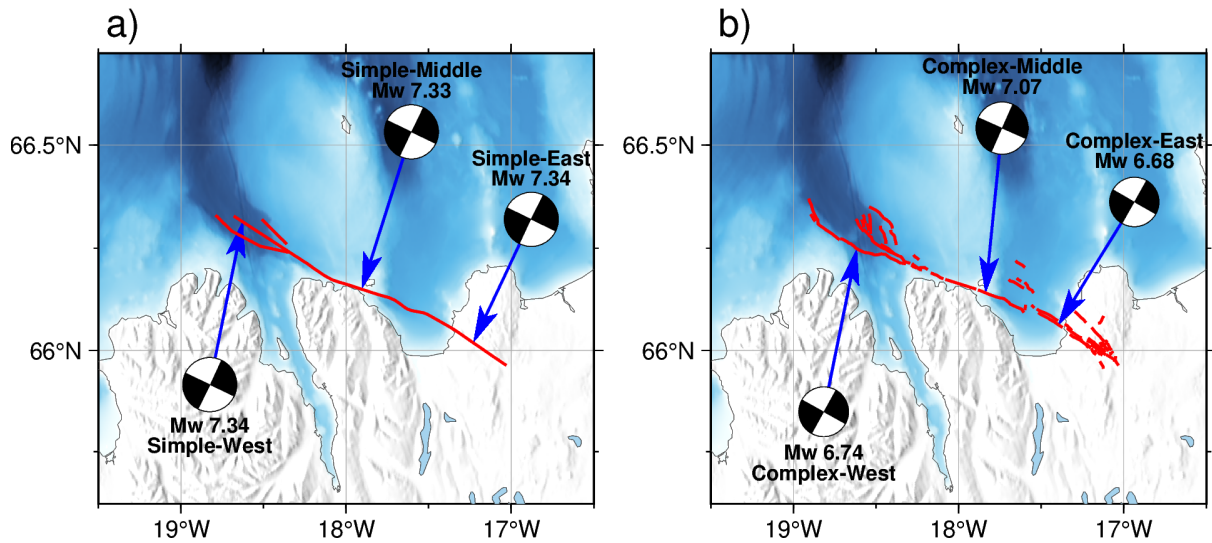 a)
Simple-Middle
Mw 7.33
Simple-East
Mw 7.34
Mw 7.34
Simple-West
66.5°N
66°N
19°W
18°W
17°W
b)
Complex-Middle
Mw 7.07
Complex-East
Mw 6.68
Mw 6.74
Complex-West
66.5°N
66°N
19°W
18°W
17°W